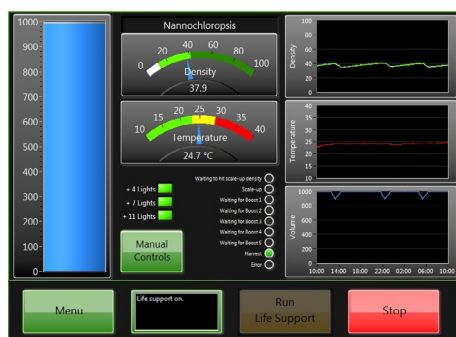 Nannochloropsis
1000
900
800
700
600
500
400
300
200
100
0
0 20 40 60 80 100
Density
37.9
10 15 20 25 30 35 40
Temperature
24.7 °C
Waiting to hit scale-up density
Scale-up
Waiting for Boost 1
Waiting for Boost 2
Waiting for Boost 3
Waiting for Boost 4
Waiting for Boost 5
Harvest
Error
+ 4 Lights
+ 7 Lights
+ 11 Lights
Manual
Controls
Density
100
80
60
40
20
0
Temperature
40
35
30
25
20
15
10
Volume
1000
800
600
400
200
0
10:00 14:00 18:00 22:00 02:00 06:00 10:00
Menu
Life support on.
Run
Life Support
Stop